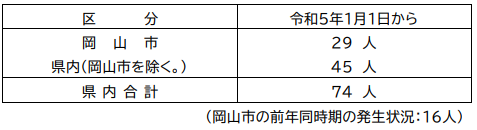 区　　　分　　令和5年1月1日から
岡　山　市　　29 人
県内(岡山市を除く。)　　45 人
県 内 合 計　　74 人
(岡山市の前年同時期の発生状況:16人)